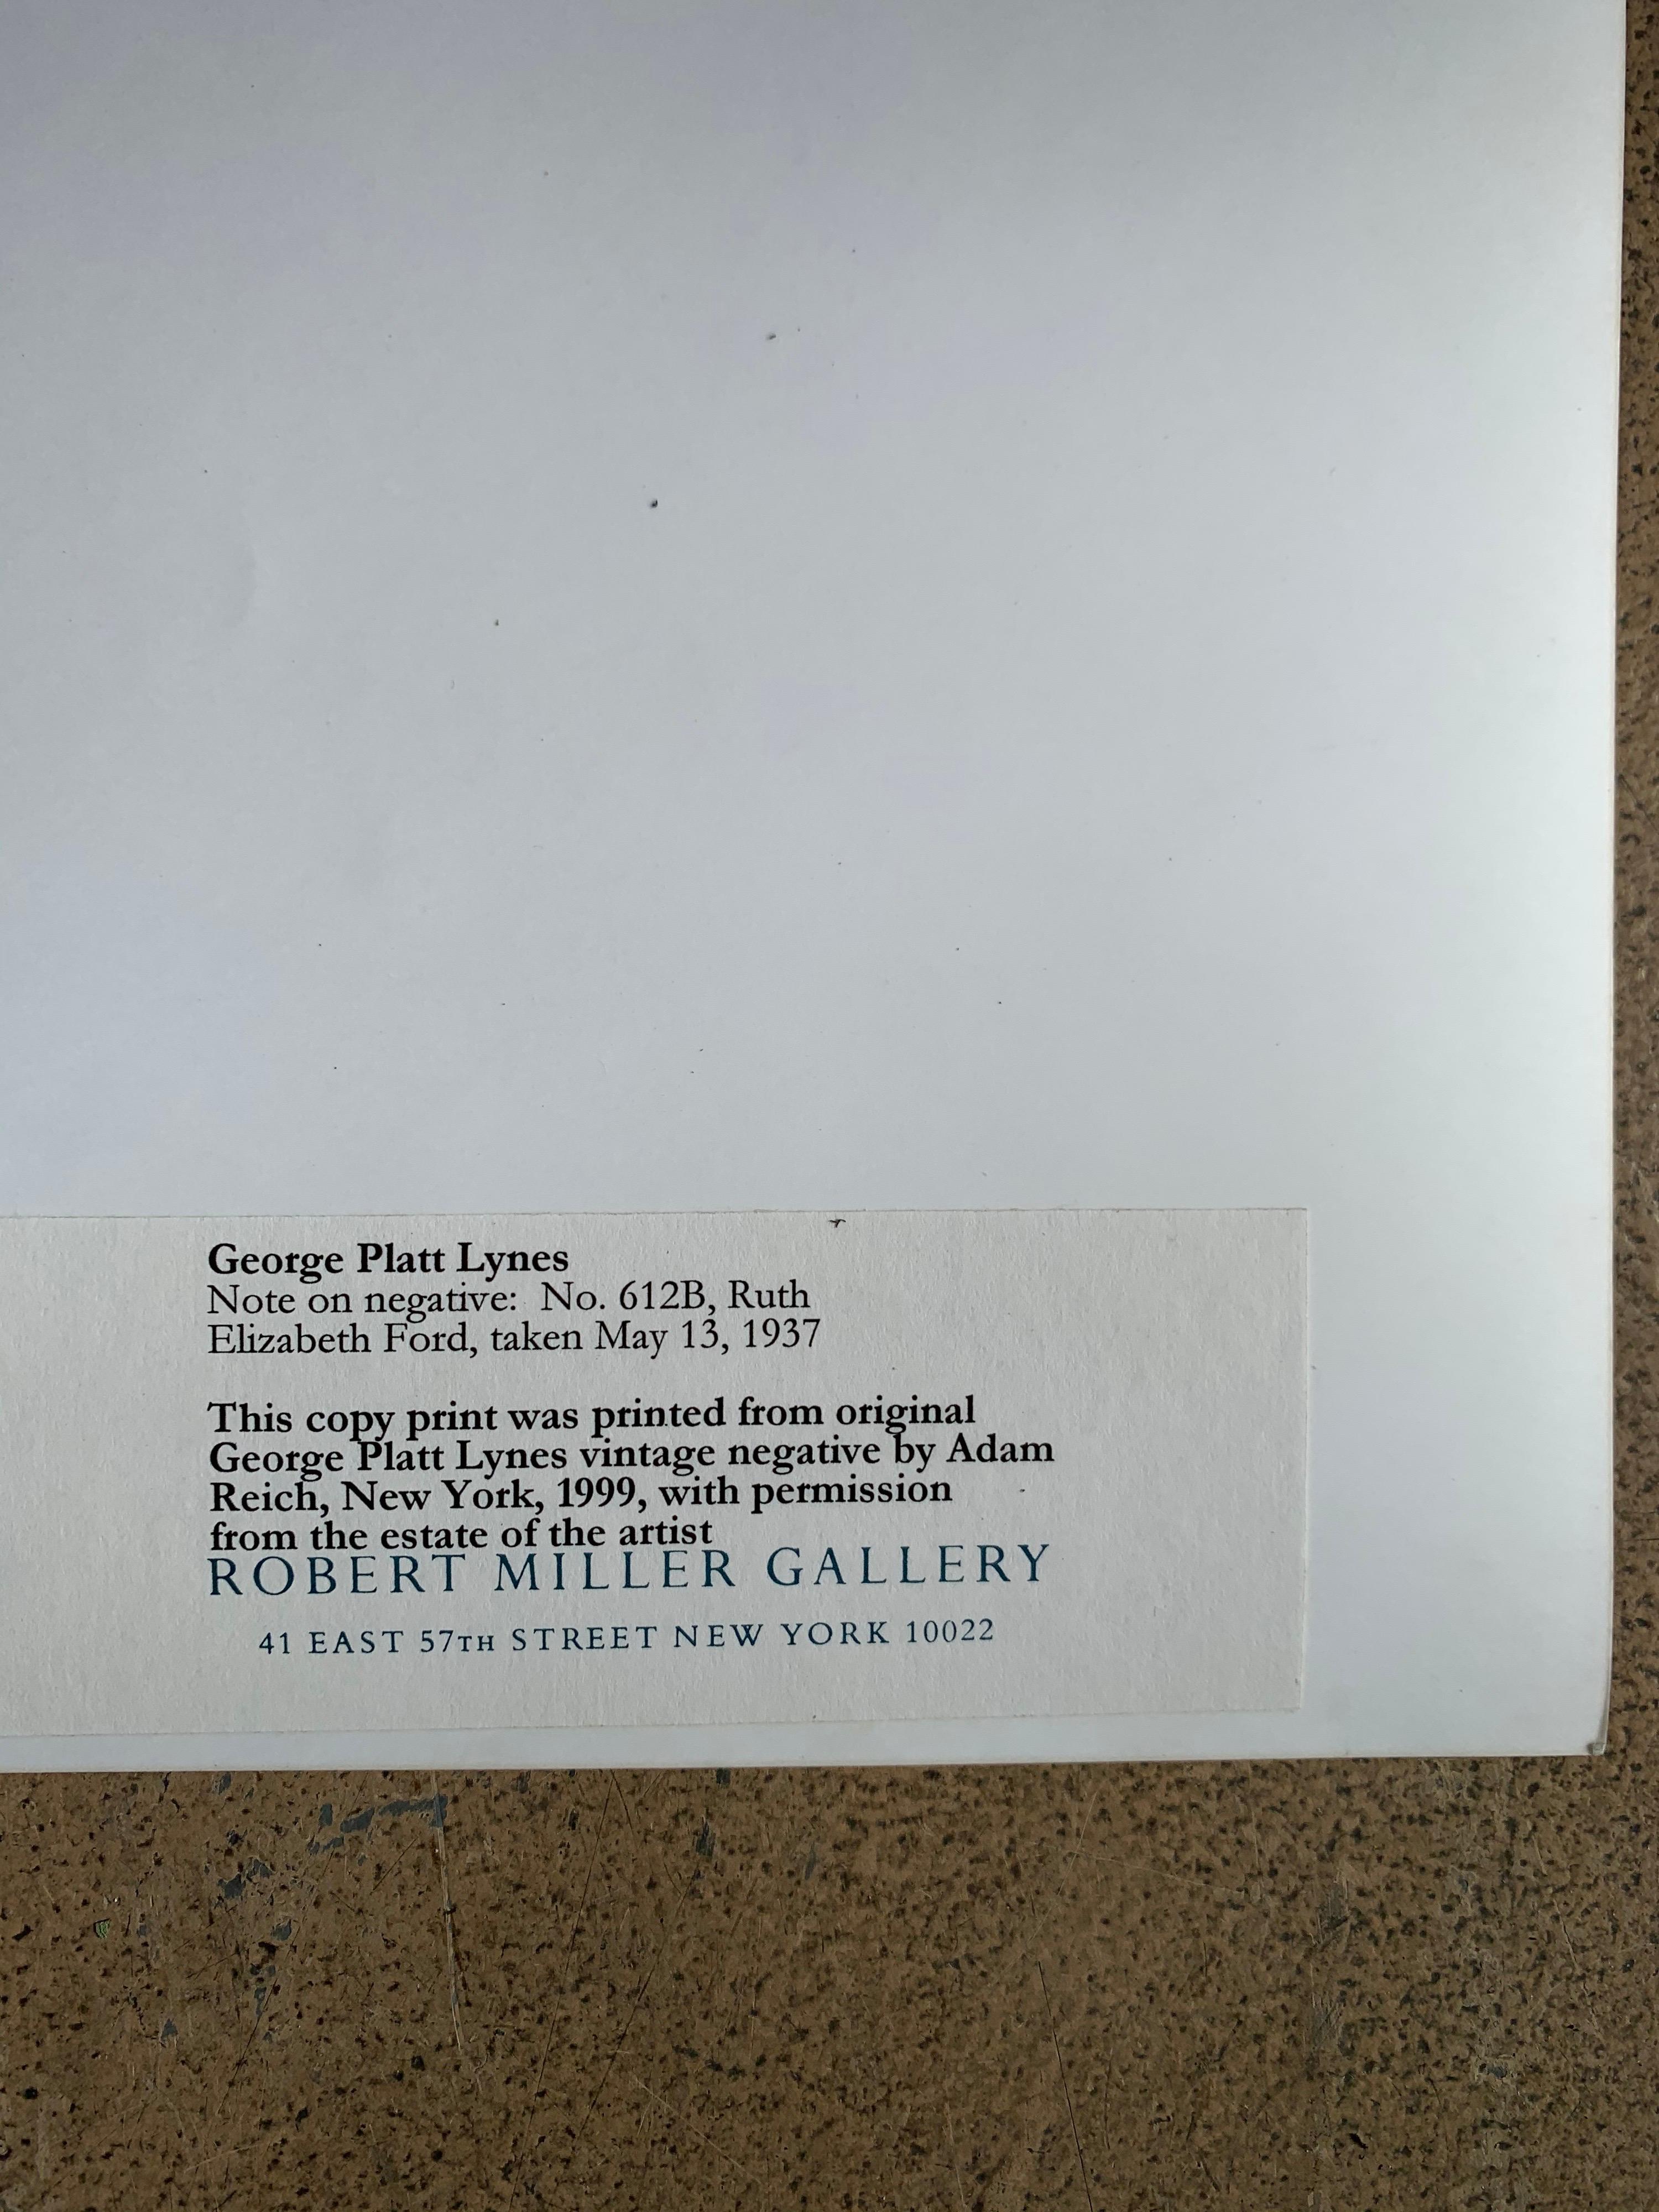 George Platt Lynes
Note on negative: No. 612B, Ruth
Elizabeth Ford, taken May 13, 1937
This copy print was printed from original
George Platt Lynes vintage negative by Adam
Reich, New York, 1999, with permission
from the estate of the artist
ROBERT MILLER GALLERY
41 EAST 57TH STREET NEW YORK 10022